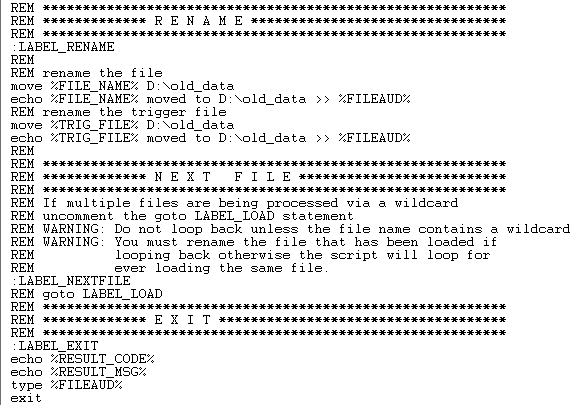 REM *********************************************************
REM ************* R E N A M E *******************************
REM *********************************************************
:LABEL_RENAME
REM
REM rename the file
move %FILE_NAME% D:\old_data
echo %FILE_NAME% moved to D:\old_data >> %FILEAUD%
REM rename the trigger file
move %TRIG_FILE% D:\old_data
echo %TRIG_FILE% moved to D:\old_data >> %FILEAUD%
REM
REM *********************************************************
REM ************* N E X T   F I L E *************************
REM *********************************************************
REM If multiple files are being processed via a wildcard
REM uncomment the goto LABEL_LOAD statement
REM WARNING: Do not loop back unless the file name contains a wildcard
REM WARNING: You must rename the file that has been loaded if
REM          looping back otherwise the script will loop for
REM          ever loading the same file.
:LABEL_NEXTFILE
REM goto LABEL_LOAD
REM *********************************************************
REM ************* E X I T ***********************************
REM *********************************************************
:LABEL_EXIT
echo %RESULT_CODE%
echo %RESULT_MSG%
type %FILEAUD%
exit